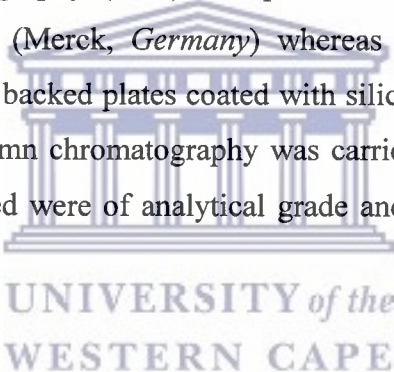 (Merck, Germany) whereas
backed plates coated with silic
mn chromatography was carrie
ed were of analytical grade and
UNIVERSITY of the
WESTERN CAPE